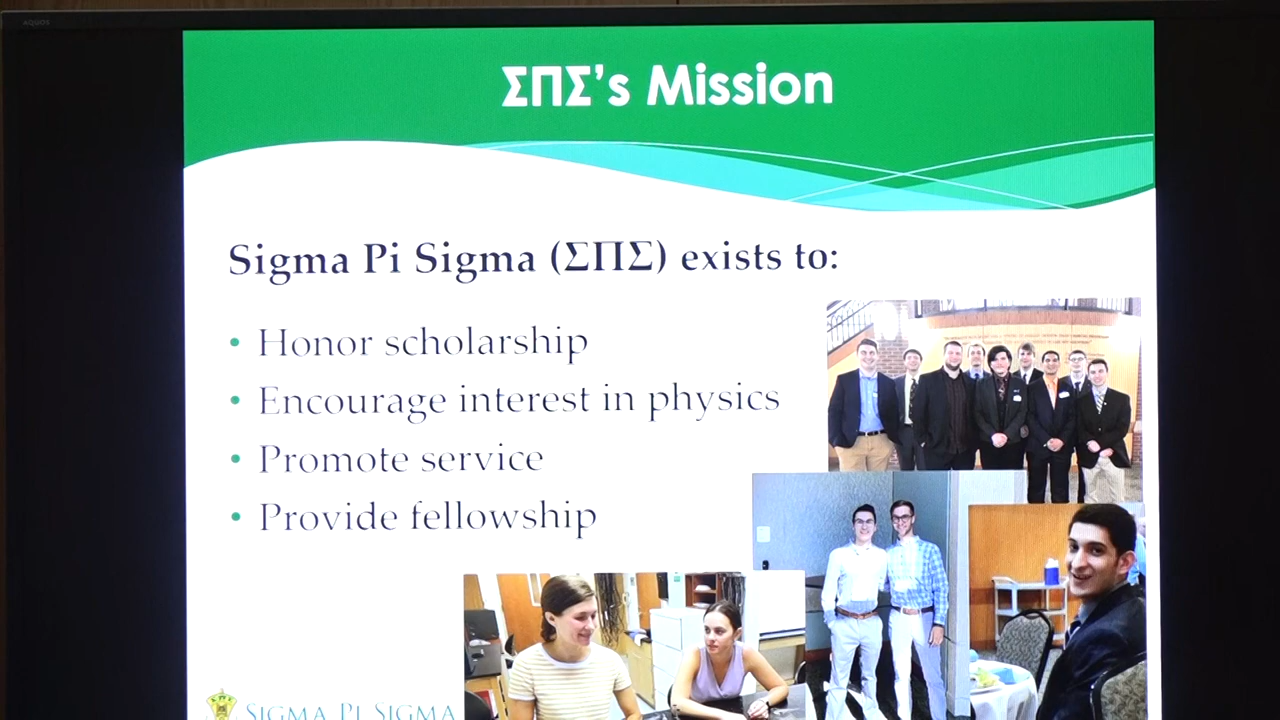 AQUOS
ΣΠΣ's Mission
Sigma Pi Sigma (ΣΠΣ) exists to:
• Honor scholarship
• Encourage interest in physics
• Promote service
• Provide fellowship
SIGMA PI SIGMA